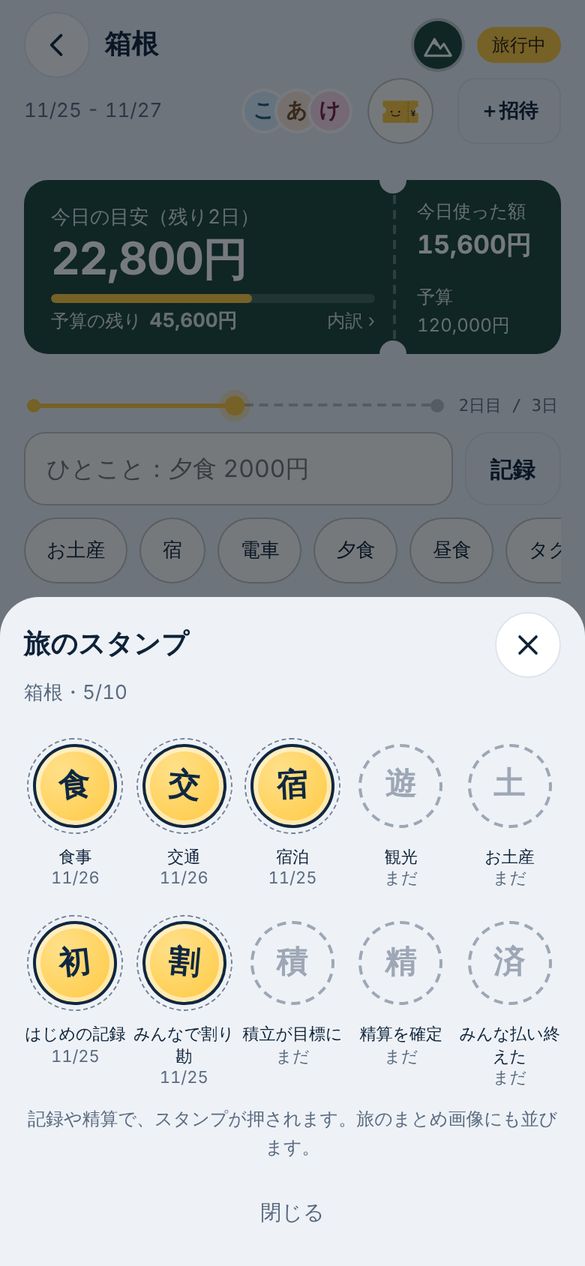 箱根
旅行中
11/25 - 11/27
こ あ け
¥
＋招待
今日の目安（残り2日）
22,800円
予算の残り 45,600円
内訳 ›
今日使った額
15,600円
予算
120,000円
2日目 / 3日
ひとこと：夕食 2000円
記録
お土産 宿 電車 夕食 昼食 タク
旅のスタンプ
箱根・5/10
食 交 宿 遊 土
食事 交通 宿泊 観光 お土産
11/26 11/26 11/25 まだ まだ
初 割 積 精 済
はじめの記録
11/25
みんなで割り
勘
11/25
積立が目標に
まだ
精算を確定
まだ
みんな払い終
えた
まだ
記録や精算で、スタンプが押されます。旅のまとめ画像にも並び
ます。
閉じる